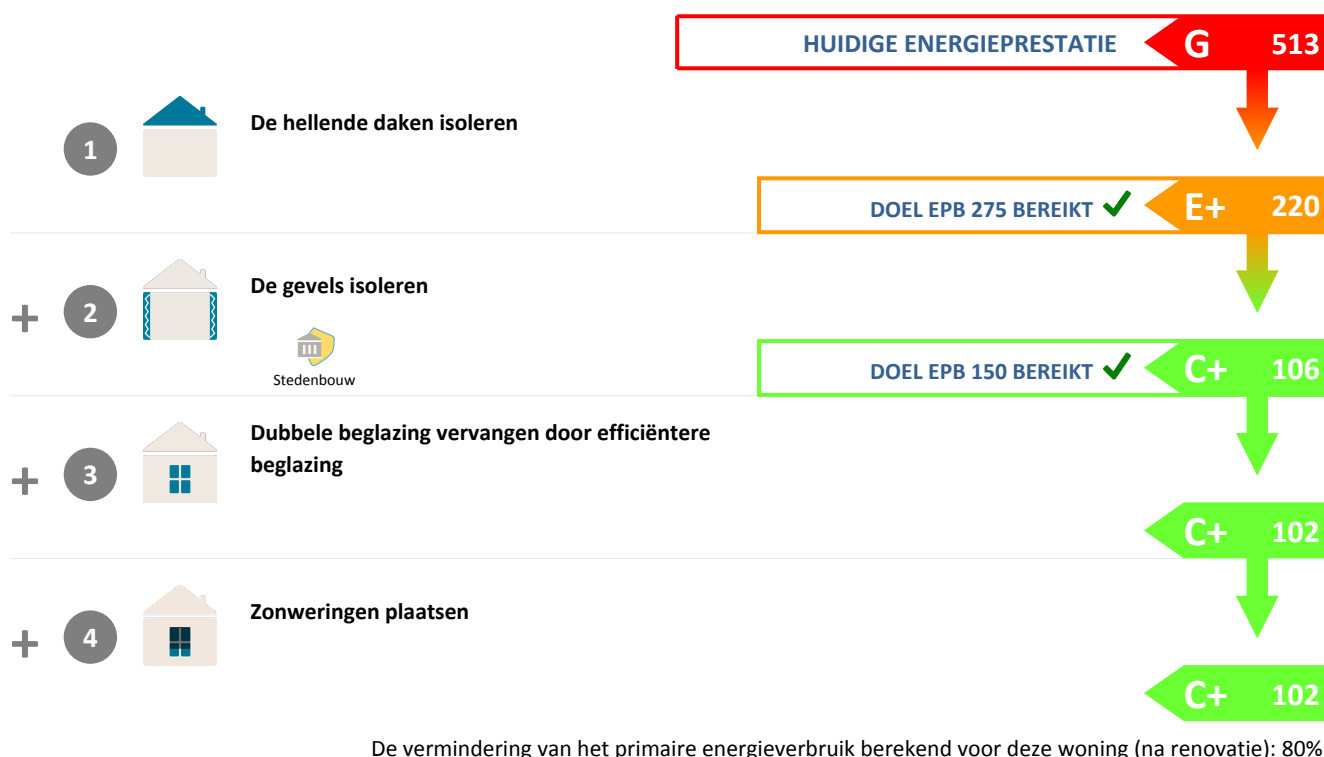 HUIDIGE ENERGIEPRESTATIE G 513
1 De hellende daken isoleren
DOEL EPB 275 BEREIKT ✔ E+ 220
+ 2 De gevels isoleren
Stedenbouw
DOEL EPB 150 BEREIKT ✔ C+ 106
+ 3 Dubbele beglazing vervangen door efficiëntere
beglazing
C+ 102
+ 4 Zonweringen plaatsen
C+ 102
De vermindering van het primaire energieverbruik berekend voor deze woning (na renovatie): 80%